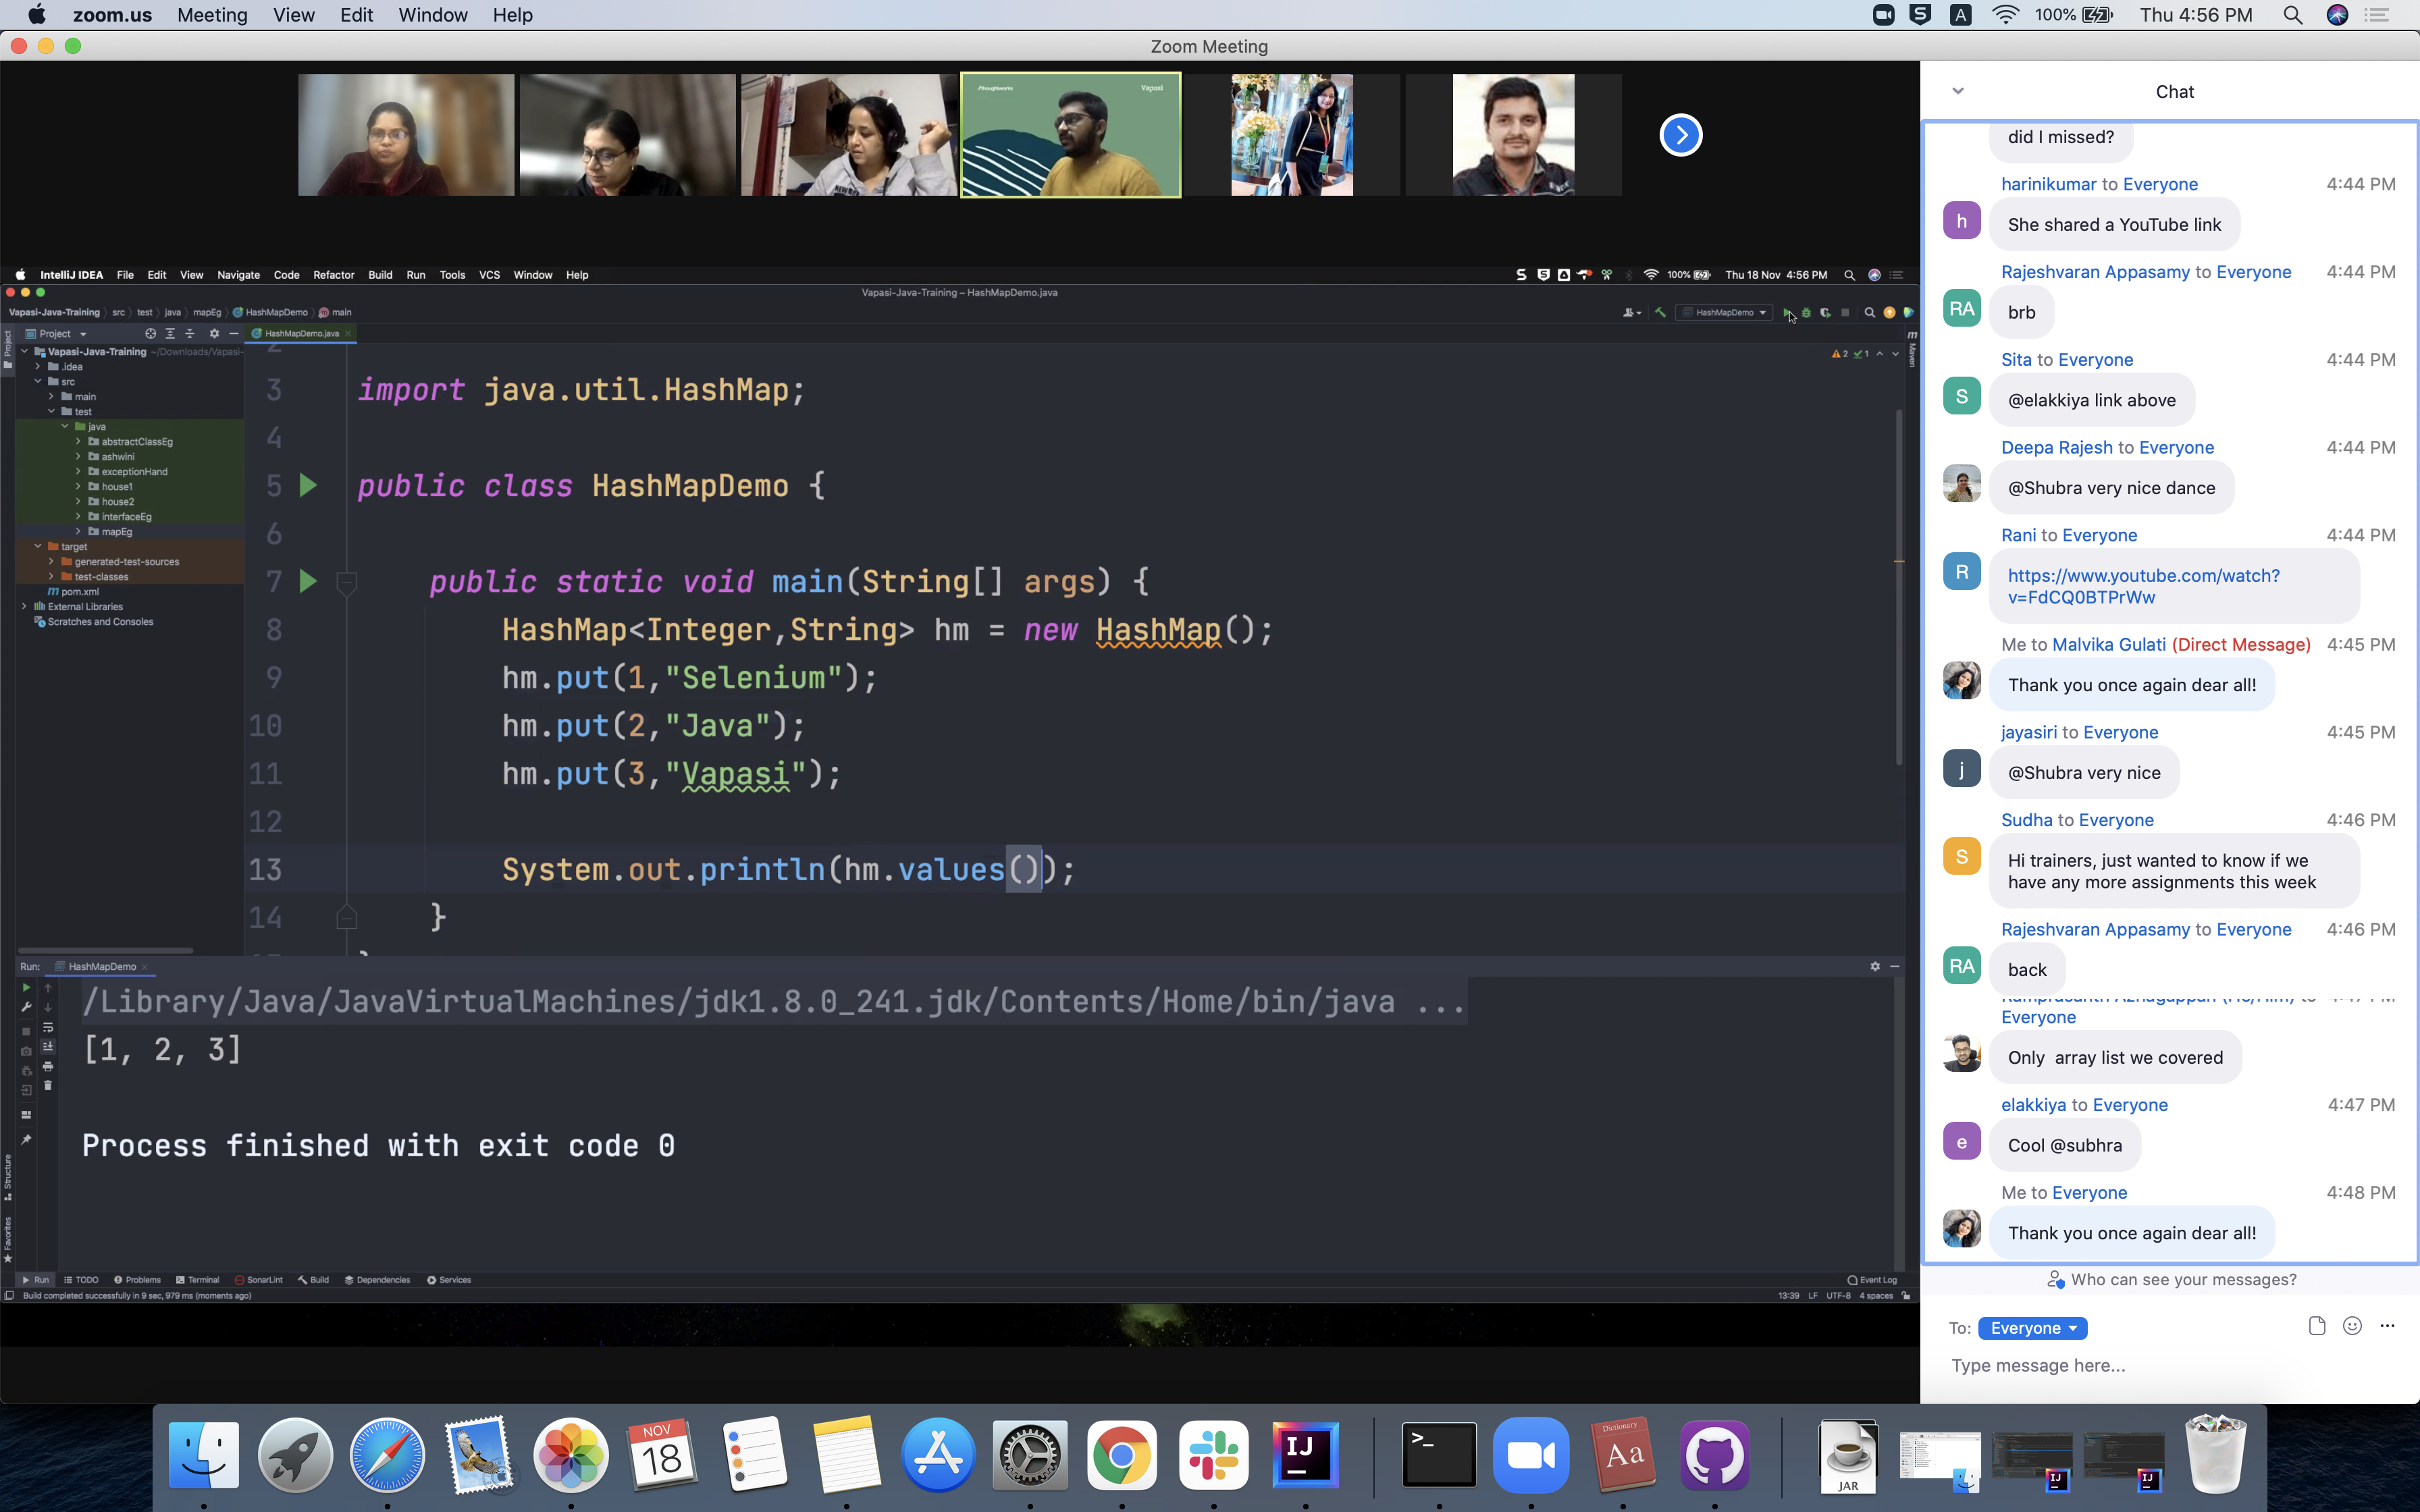 zoom.us Meeting View Edit Window Help
100% Thu 4:56 PM
Zoom Meeting
/thoughtworks Vapasi
IntelliJ IDEA File Edit View Navigate Code Refactor Build Run Tools VCS Window Help
100% Thu 18 Nov 4:56 PM
Vapasi-Java-Training – HashMapDemo.java
Vapasi-Java-Training src test java mapEg HashMapDemo main
HashMapDemo
Project
HashMapDemo.java
Project
Maven
Vapasi-Java-Training ~/Downloads/Vapasi-
.idea
src
main
test
java
abstractClassEg
ashwini
exceptionHand
house1
house2
interfaceEg
mapEg
target
generated-test-sources
test-classes
pom.xml
External Libraries
Scratches and Consoles
2 1
2
3 import java.util.HashMap;
4
5 public class HashMapDemo {
6
7 public static void main(String[] args) {
8 HashMap<Integer,String> hm = new HashMap();
9 hm.put(1,"Selenium");
10 hm.put(2,"Java");
11 hm.put(3,"Vapasi");
12
13 System.out.println(hm.values());
14 }
Run: HashMapDemo
/Library/Java/JavaVirtualMachines/jdk1.8.0_241.jdk/Contents/Home/bin/java ...
[1, 2, 3]
Process finished with exit code 0
Structure
Favorites
Run TODO Problems Terminal SonarLint Build Dependencies Services Event Log
Build completed successfully in 9 sec, 979 ms (moments ago)
13:39 LF UTF-8 4 spaces
Chat
did I missed?
harinikumar to Everyone 4:44 PM
h
She shared a YouTube link
Rajeshvaran Appasamy to Everyone 4:44 PM
RA
brb
Sita to Everyone 4:44 PM
S
@elakkiya link above
Deepa Rajesh to Everyone 4:44 PM
@Shubra very nice dance
Rani to Everyone 4:44 PM
R
https://www.youtube.com/watch?
v=FdCQ0BTPrWw
Me to Malvika Gulati (Direct Message) 4:45 PM
Thank you once again dear all!
jayasiri to Everyone 4:45 PM
j
@Shubra very nice
Sudha to Everyone 4:46 PM
S
Hi trainers, just wanted to know if we
have any more assignments this week
Rajeshvaran Appasamy to Everyone 4:46 PM
RA
back
Everyone
Only array list we covered
elakkiya to Everyone 4:47 PM
e
Cool @subhra
Me to Everyone 4:48 PM
Thank you once again dear all!
Who can see your messages?
To: Everyone
Type message here...
NOV
18
IJ
>_
Dictionary
Aa
JAR
IJ
IJ